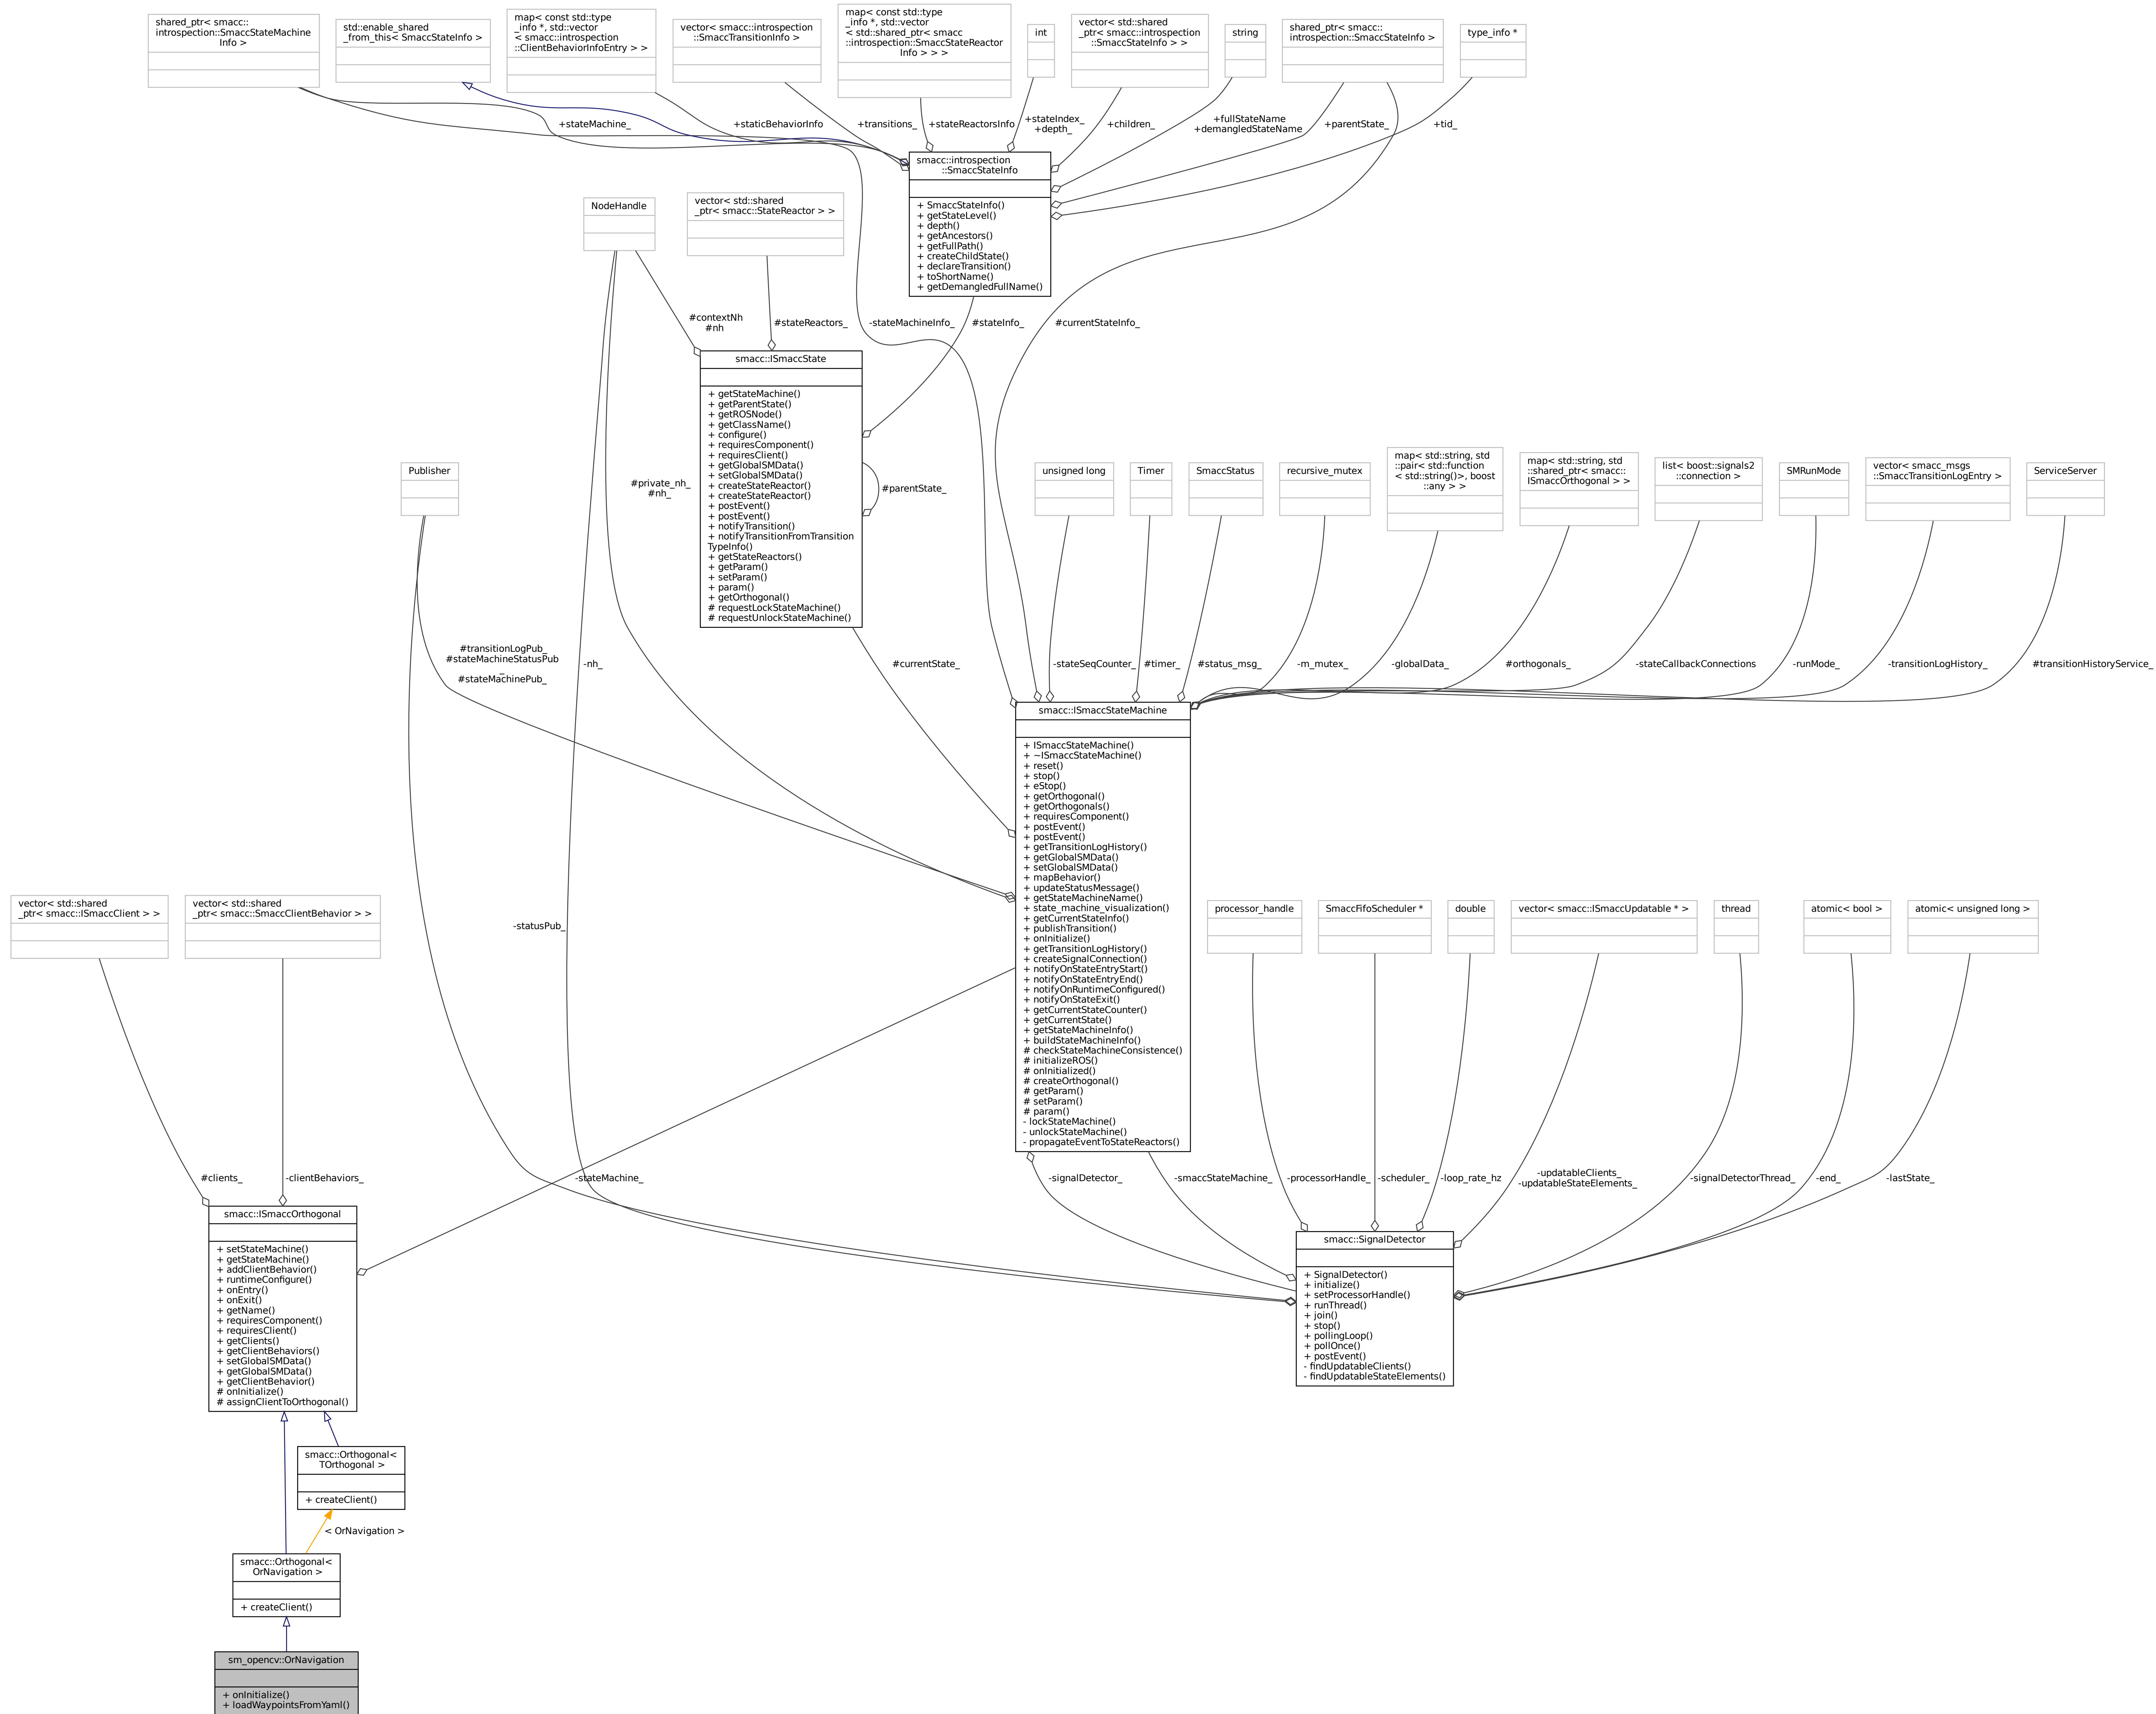 shared_ptr< smacc::
introspection::SmaccStateMachine
Info >
std::enable_shared
_from_this< SmaccStateInfo >
map< const std::type
_info *, std::vector
< smacc::introspection
::ClientBehaviorInfoEntry > >
vector< smacc::introspection
::SmaccTransitionInfo >
map< const std::type
_info *, std::vector
< std::shared_ptr< smacc
::introspection::SmaccStateReactor
Info > > >
int
vector< std::shared
_ptr< smacc::introspection
::SmaccStateInfo > >
string
shared_ptr< smacc::
introspection::SmaccStateInfo >
type_info *
+stateMachine_
+staticBehaviorInfo
+transitions_
+stateReactorsInfo
+stateIndex_
+depth_
+children_
+fullStateName
+demangledStateName
+parentState_
+tid_
smacc::introspection
::SmaccStateInfo
+ SmaccStateInfo()
+ getStateLevel()
+ depth()
+ getAncestors()
+ getFullPath()
+ createChildState()
+ declareTransition()
+ toShortName()
+ getDemangledFullName()
NodeHandle
vector< std::shared
_ptr< smacc::StateReactor > >
#contextNh
#nh
#stateReactors_
-stateMachineInfo_
#stateInfo_
#currentStateInfo_
smacc::ISmaccState
+ getStateMachine()
+ getParentState()
+ getROSNode()
+ getClassName()
+ configure()
+ requiresComponent()
+ requiresClient()
+ getGlobalSMData()
+ setGlobalSMData()
+ createStateReactor()
+ createStateReactor()
+ postEvent()
+ postEvent()
+ notifyTransition()
+ notifyTransitionFromTransition
TypeInfo()
+ getStateReactors()
+ getParam()
+ setParam()
+ param()
+ getOrthogonal()
# requestLockStateMachine()
# requestUnlockStateMachine()
#parentState_
Publisher
#private_nh_
#nh_
unsigned long
Timer
SmaccStatus
recursive_mutex
map< std::string, std
::pair< std::function
< std::string()>, boost
::any > >
map< std::string, std
::shared_ptr< smacc::
ISmaccOrthogonal > >
list< boost::signals2
::connection >
SMRunMode
vector< smacc_msgs
::SmaccTransitionLogEntry >
ServiceServer
#transitionLogPub_
#stateMachineStatusPub
_
#stateMachinePub_
-nh_
#currentState_
-stateSeqCounter_
#timer_
#status_msg_
-m_mutex_
-globalData_
#orthogonals_
-stateCallbackConnections
-runMode_
-transitionLogHistory_
#transitionHistoryService_
smacc::ISmaccStateMachine
+ ISmaccStateMachine()
+ ~ISmaccStateMachine()
+ reset()
+ stop()
+ eStop()
+ getOrthogonal()
+ getOrthogonals()
+ requiresComponent()
+ postEvent()
+ postEvent()
+ getTransitionLogHistory()
+ getGlobalSMData()
+ setGlobalSMData()
+ mapBehavior()
+ updateStatusMessage()
+ getStateMachineName()
+ state_machine_visualization()
+ getCurrentStateInfo()
+ publishTransition()
+ onInitialize()
+ getTransitionLogHistory()
+ createSignalConnection()
+ notifyOnStateEntryStart()
+ notifyOnStateEntryEnd()
+ notifyOnRuntimeConfigured()
+ notifyOnStateExit()
+ getCurrentStateCounter()
+ getCurrentState()
+ getStateMachineInfo()
+ buildStateMachineInfo()
# checkStateMachineConsistence()
# initializeROS()
# onInitialized()
# createOrthogonal()
# getParam()
# setParam()
# param()
- lockStateMachine()
- unlockStateMachine()
- propagateEventToStateReactors()
vector< std::shared
_ptr< smacc::ISmaccClient > >
vector< std::shared
_ptr< smacc::SmaccClientBehavior > >
-statusPub_
processor_handle
SmaccFifoScheduler *
double
vector< smacc::ISmaccUpdatable * >
thread
atomic< bool >
atomic< unsigned long >
#clients_
-clientBehaviors_
-stateMachine_
-signalDetector_
-smaccStateMachine_
-processorHandle_
-scheduler_
-loop_rate_hz
-updatableClients_
-updatableStateElements_
-signalDetectorThread_
-end_
-lastState_
smacc::ISmaccOrthogonal
+ setStateMachine()
+ getStateMachine()
+ addClientBehavior()
+ runtimeConfigure()
+ onEntry()
+ onExit()
+ getName()
+ requiresComponent()
+ requiresClient()
+ getClients()
+ getClientBehaviors()
+ setGlobalSMData()
+ getGlobalSMData()
+ getClientBehavior()
# onInitialize()
# assignClientToOrthogonal()
smacc::SignalDetector
+ SignalDetector()
+ initialize()
+ setProcessorHandle()
+ runThread()
+ join()
+ stop()
+ pollingLoop()
+ pollOnce()
+ postEvent()
- findUpdatableClients()
- findUpdatableStateElements()
smacc::Orthogonal<
TOrthogonal >
+ createClient()
< OrNavigation >
smacc::Orthogonal<
OrNavigation >
+ createClient()
sm_opencv::OrNavigation
+ onInitialize()
+ loadWaypointsFromYaml()